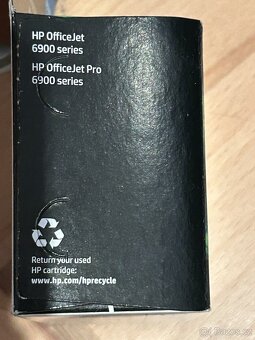 HP OfficeJet
6900 series
HP OfficeJet Pro
6900 series
Return your used
HP cartridge:
www.hp.com/hprecycle